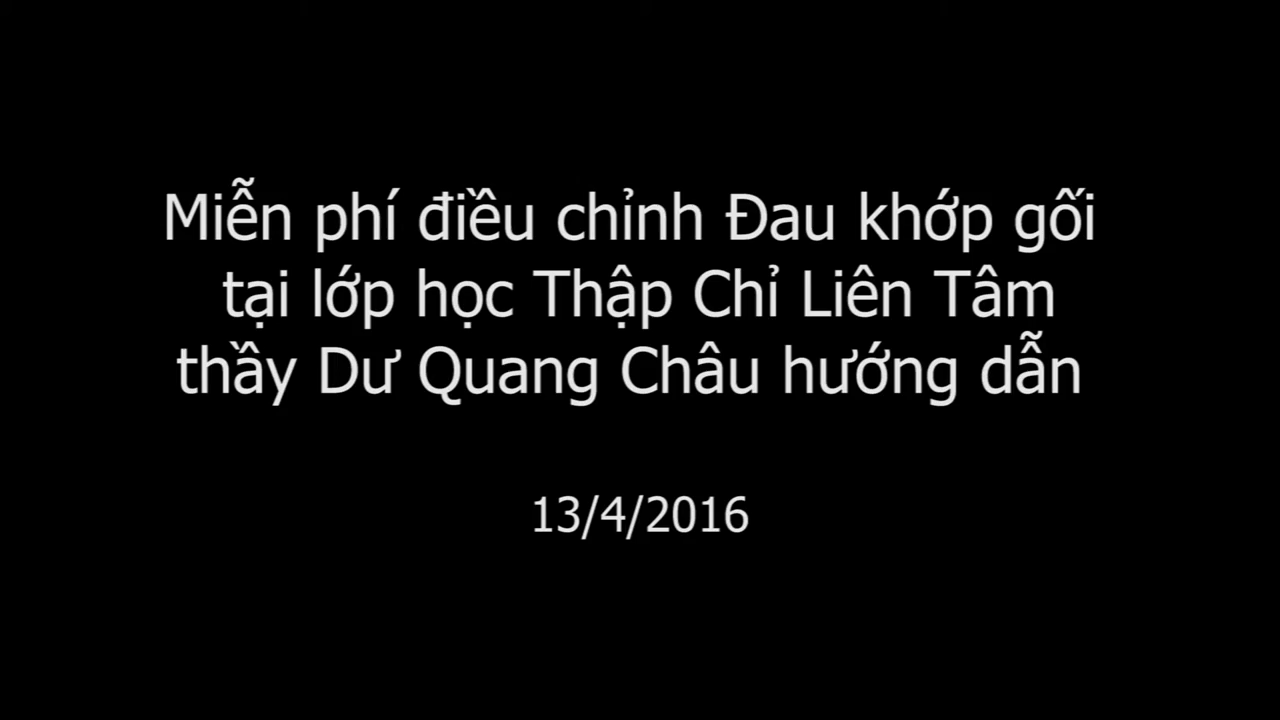 Miễn phí điều chỉnh Đau khớp gối
tại lớp học Thập Chỉ Liên Tâm
thầy Dư Quang Châu hướng dẫn
13/4/2016